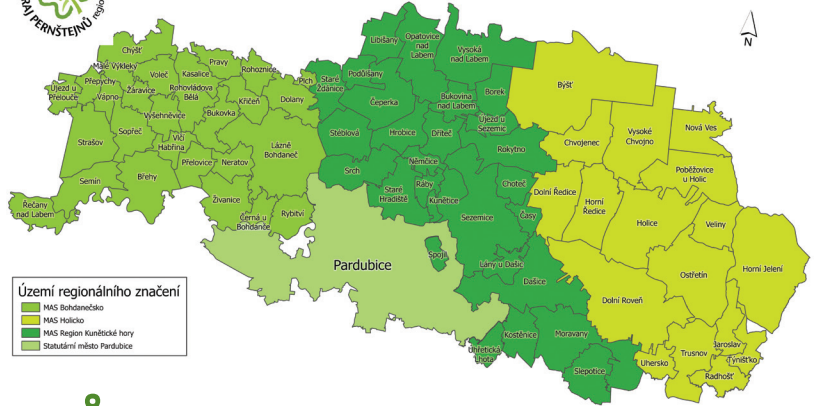 RAJ PERNŠTEJNŮ regio
N
Chýšť
Malé Výkleky
Voleč
Kasalice
Pravy
Rohoznice
Plch
Újezd u
Přelouče
Přepychy
Vápno
Žáravice
Rohovládova
Bělá
Křičeň
Dolany
Vyšehněvice
Bukovka
Strašov
Sopřeč
Vlčí
Habřina
Lázně
Bohdaneč
Přelovice
Neratov
Semín
Břehy
Řečany
nad Labem
Živanice
Černá u
Bohdanče
Rybitví
Libišany
Opatovice
nad
Labem
Vysoká
nad Labem
Podůlšany
Staré
Ždánice
Čeperka
Bukovina
nad Labem
Borek
Újezd u
Sezemic
Stéblová
Hrobice
Dříteč
Rokytno
Srch
Němčice
Staré
Hradiště
Ráby
Kunětice
Choteč
Sezemice
Časy
Spojil
Lány u Dašic
Dašice
Pardubice
Kostěnice
Moravany
Úhřetická
Lhota
Slepotice
Býšť
Chvojenec
Vysoké
Chvojno
Nová Ves
Poběžovice
u Holic
Dolní Ředice
Horní
Ředice
Holice
Veliny
Ostřetín
Horní Jelení
Dolní Roveň
Uhersko
Trusnov
Jaroslav
Týnišťko
Radhošť
Území regionálního značení
MAS Bohdanečsko
MAS Holicko
MAS Region Kunětické hory
Statutární město Pardubice